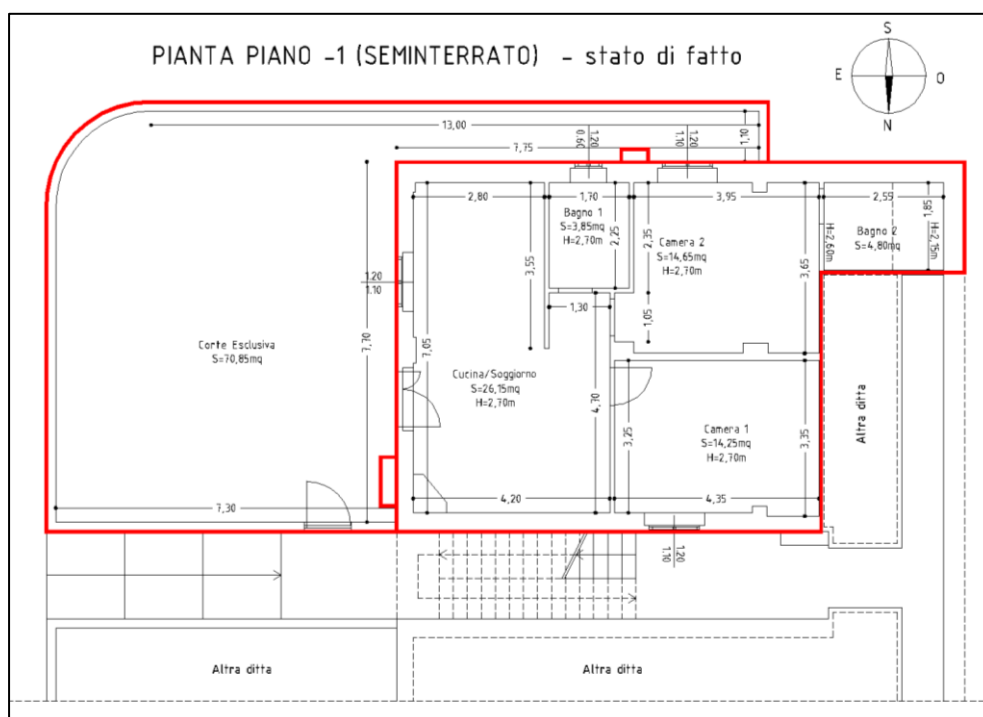 PIANTA PIANO -1 (SEMINTERRATO) - stato di fatto
S
E
O
N
13,00
7,75
0.60
1.20
1.10
1.20
1,10
2,80
1,70
3,95
2,55
Bagno 1
S=3,85mq
H=2,70m
2,25
3,55
2,35
Camera 2
S=14,65mq
H=2,70m
3,65
H=2,60m
Bagno 2
S=4,80mq
1,85
H=2,15m
1.20
1.10
1,30
1,05
7,70
7,05
Corte Esclusiva
S=70,85mq
Cucina/Soggiorno
S=26,15mq
H=2,70m
4,70
3,25
Camera 1
S=14,25mq
H=2,70m
3,35
Altra ditta
7,30
4,20
4,35
1.10
1.20
Altra ditta
Altra ditta